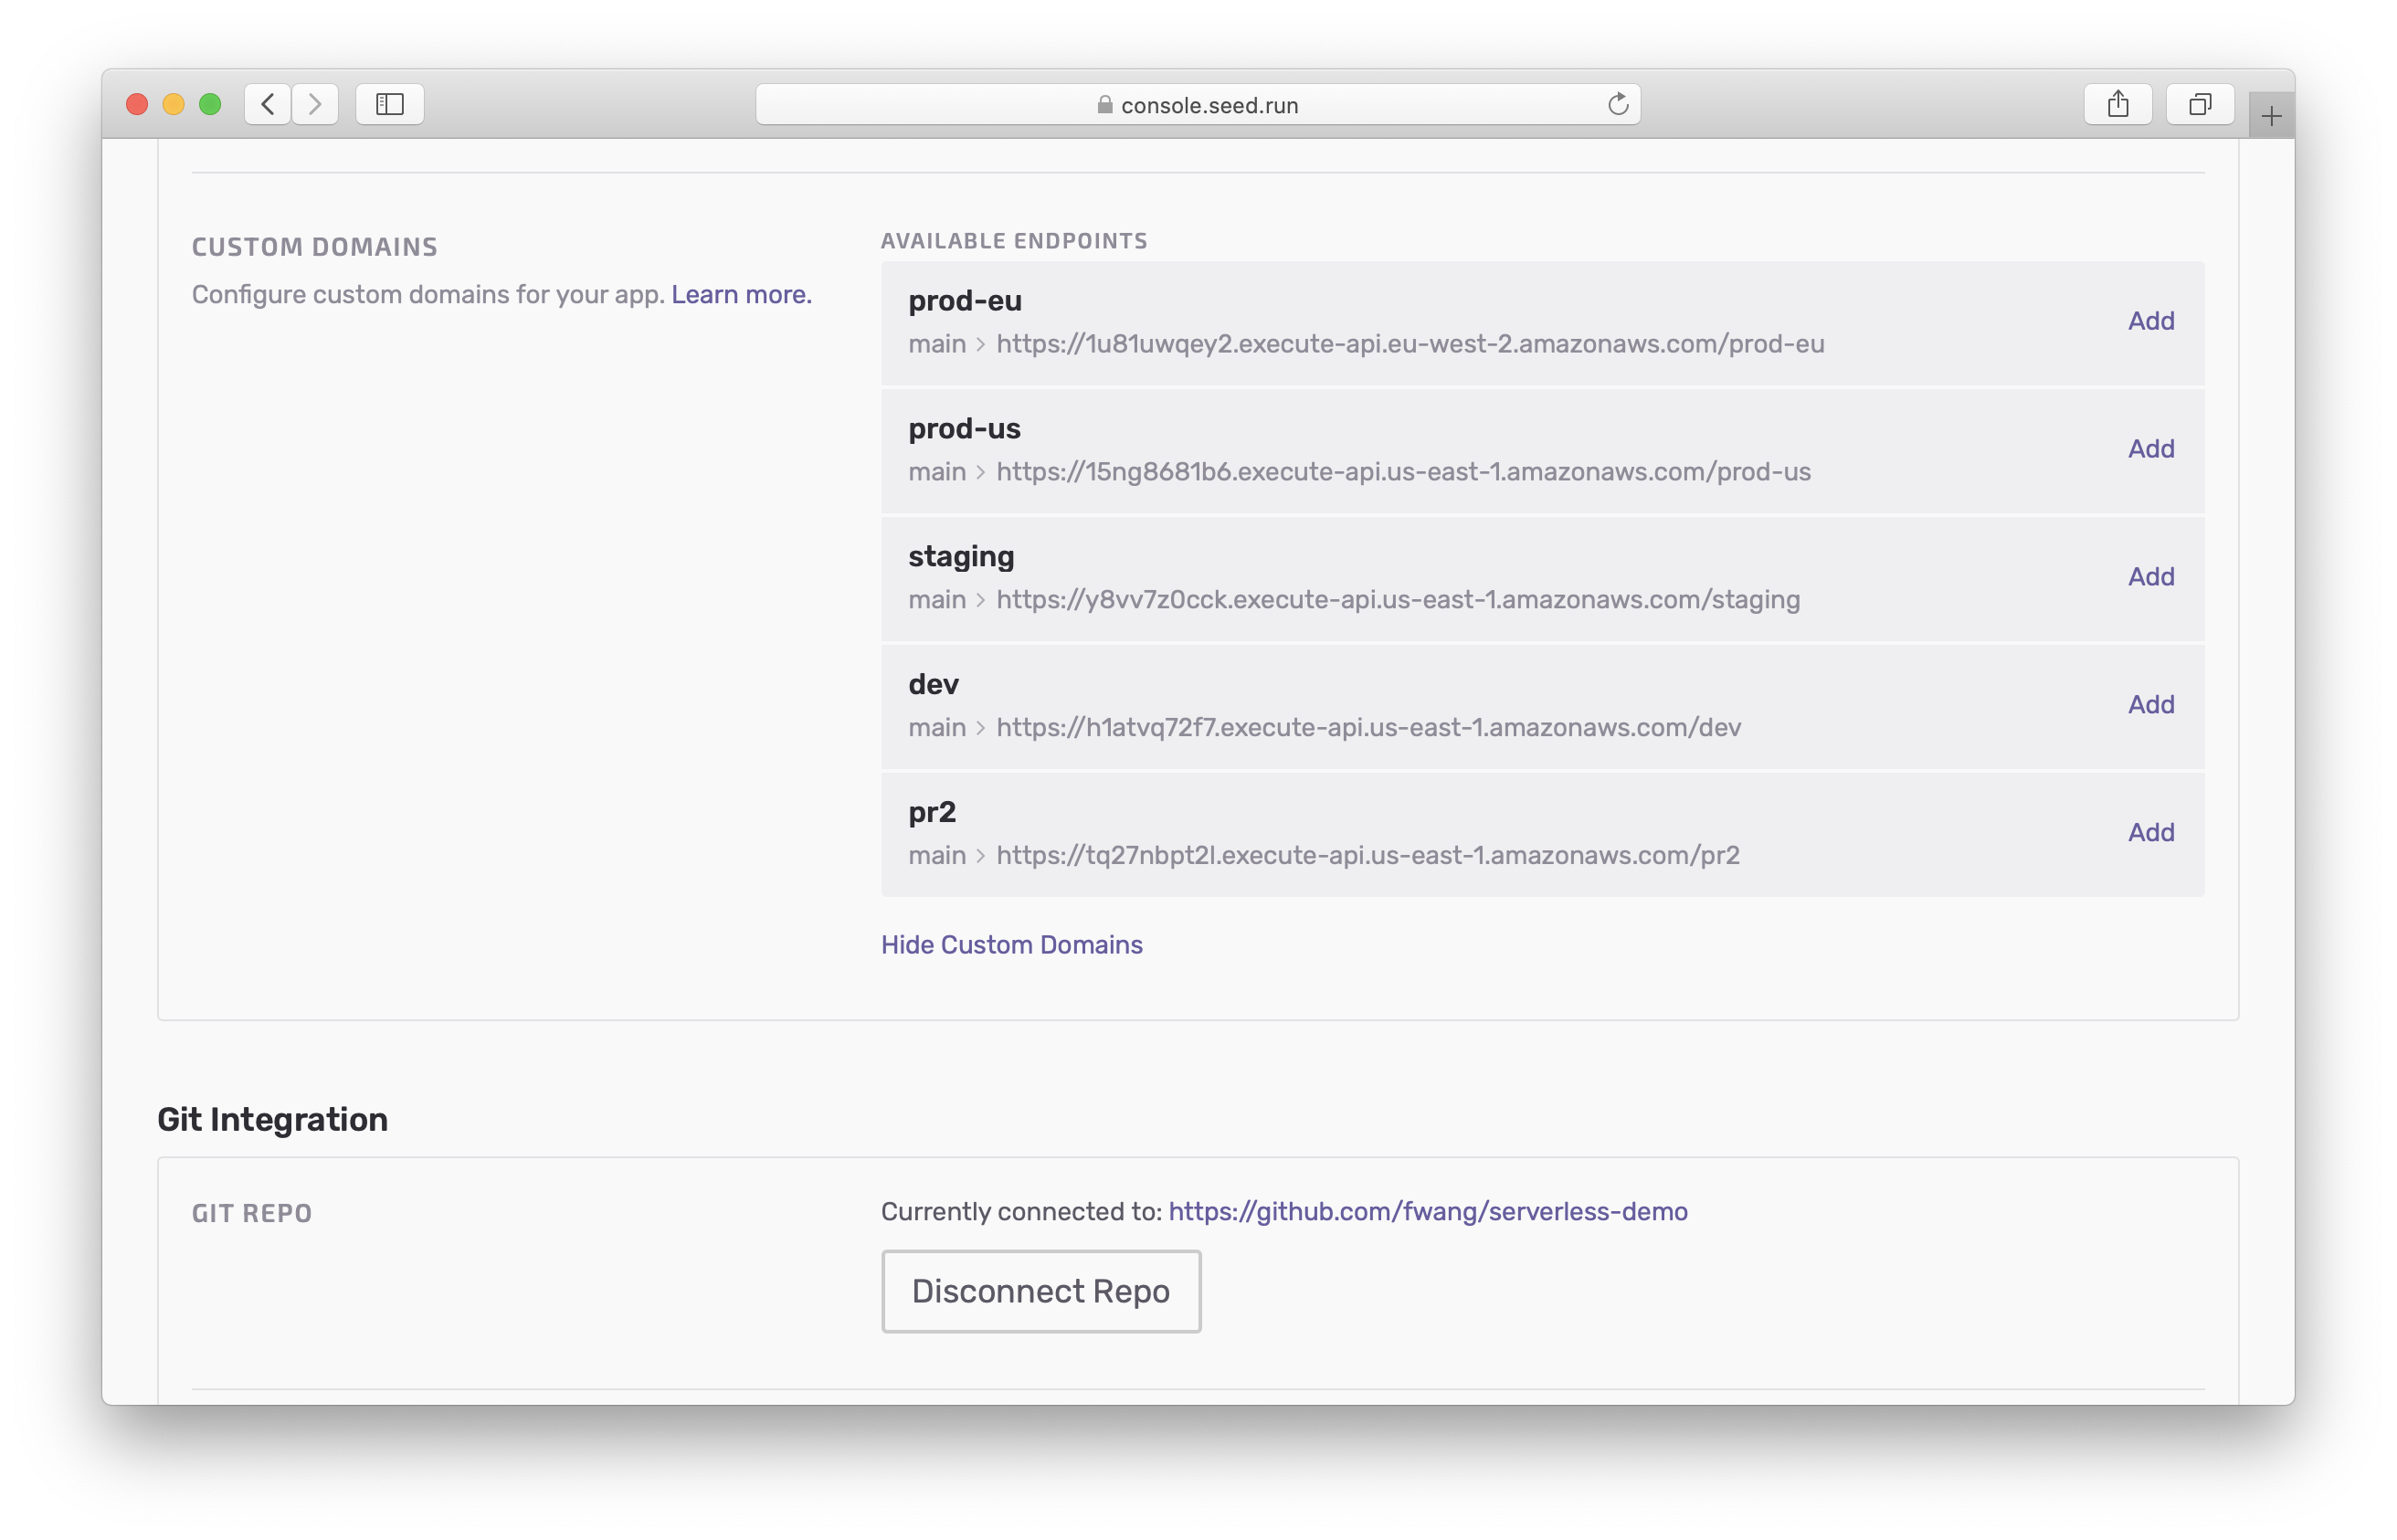 console.seed.run
CUSTOM DOMAINS
Configure custom domains for your app. Learn more.
AVAILABLE ENDPOINTS
prod-eu
main > https://1u81uwqey2.execute-api.eu-west-2.amazonaws.com/prod-eu
Add
prod-us
main > https://15ng8681b6.execute-api.us-east-1.amazonaws.com/prod-us
Add
staging
main > https://y8vv7z0cck.execute-api.us-east-1.amazonaws.com/staging
Add
dev
main > https://h1atvq72f7.execute-api.us-east-1.amazonaws.com/dev
Add
pr2
main > https://tq27nbpt2l.execute-api.us-east-1.amazonaws.com/pr2
Add
Hide Custom Domains
Git Integration
GIT REPO
Currently connected to: https://github.com/fwang/serverless-demo
Disconnect Repo